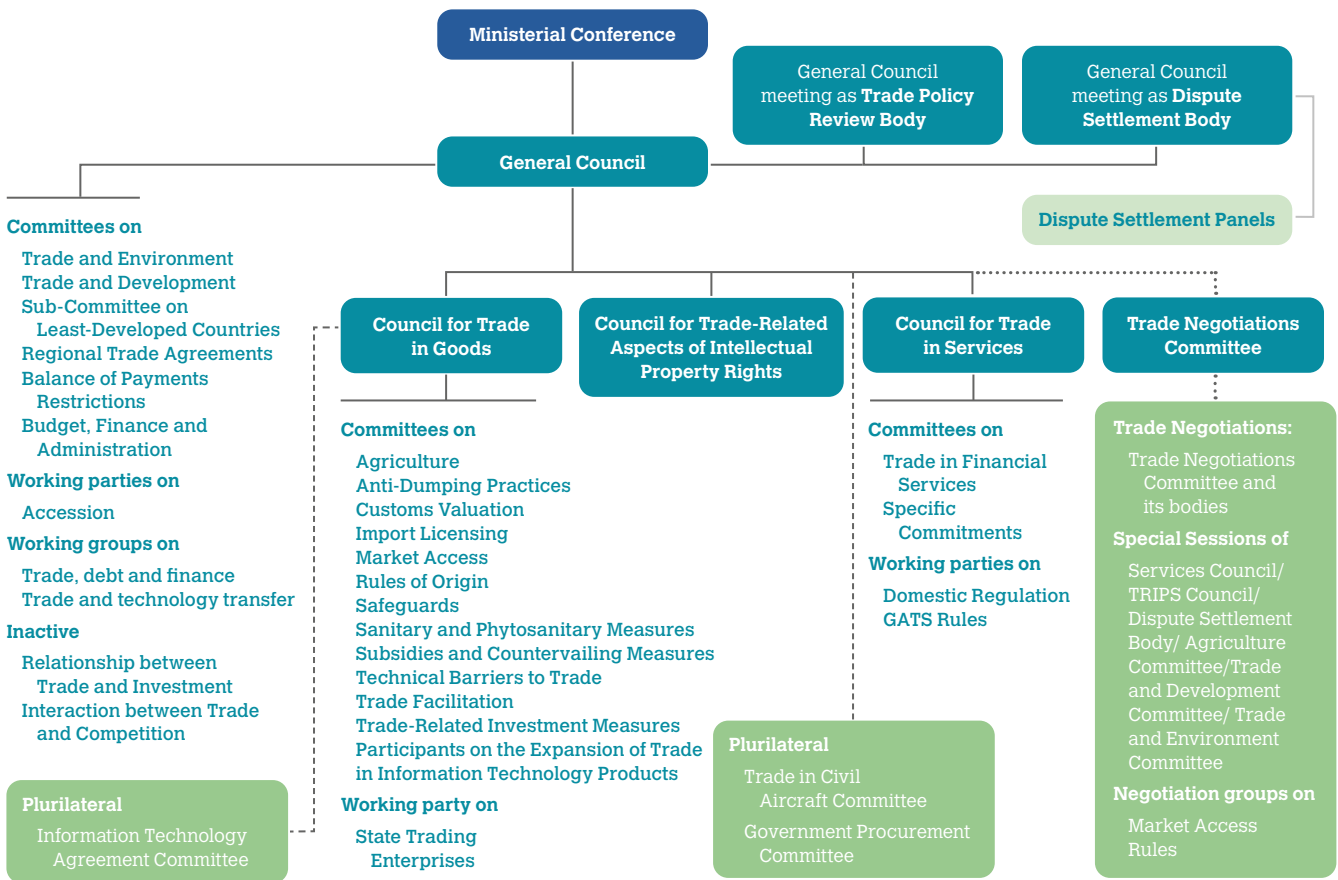 Ministerial Conference
General Council
meeting as Trade Policy
Review Body
General Council
meeting as Dispute
Settlement Body
General Council
Dispute Settlement Panels
Committees on
Trade and Environment
Trade and Development
Sub-Committee on
Least-Developed Countries
Regional Trade Agreements
Balance of Payments
Restrictions
Budget, Finance and
Administration
Working parties on
Accession
Working groups on
Trade, debt and finance
Trade and technology transfer
Inactive
Relationship between
Trade and Investment
Interaction between Trade
and Competition
Plurilateral
Information Technology
Agreement Committee
Council for Trade
in Goods
Committees on
Agriculture
Anti-Dumping Practices
Customs Valuation
Import Licensing
Market Access
Rules of Origin
Safeguards
Sanitary and Phytosanitary Measures
Subsidies and Countervailing Measures
Technical Barriers to Trade
Trade Facilitation
Trade-Related Investment Measures
Participants on the Expansion of Trade
in Information Technology Products
Working party on
State Trading
Enterprises
Council for Trade-Related
Aspects of Intellectual
Property Rights
Plurilateral
Trade in Civil
Aircraft Committee
Government Procurement
Committee
Council for Trade
in Services
Committees on
Trade in Financial
Services
Specific
Commitments
Working parties on
Domestic Regulation
GATS Rules
Trade Negotiations
Committee
Trade Negotiations:
Trade Negotiations
Committee and
its bodies
Special Sessions of
Services Council/
TRIPS Council/
Dispute Settlement
Body/ Agriculture
Committee/Trade
and Development
Committee/ Trade
and Environment
Committee
Negotiation groups on
Market Access
Rules